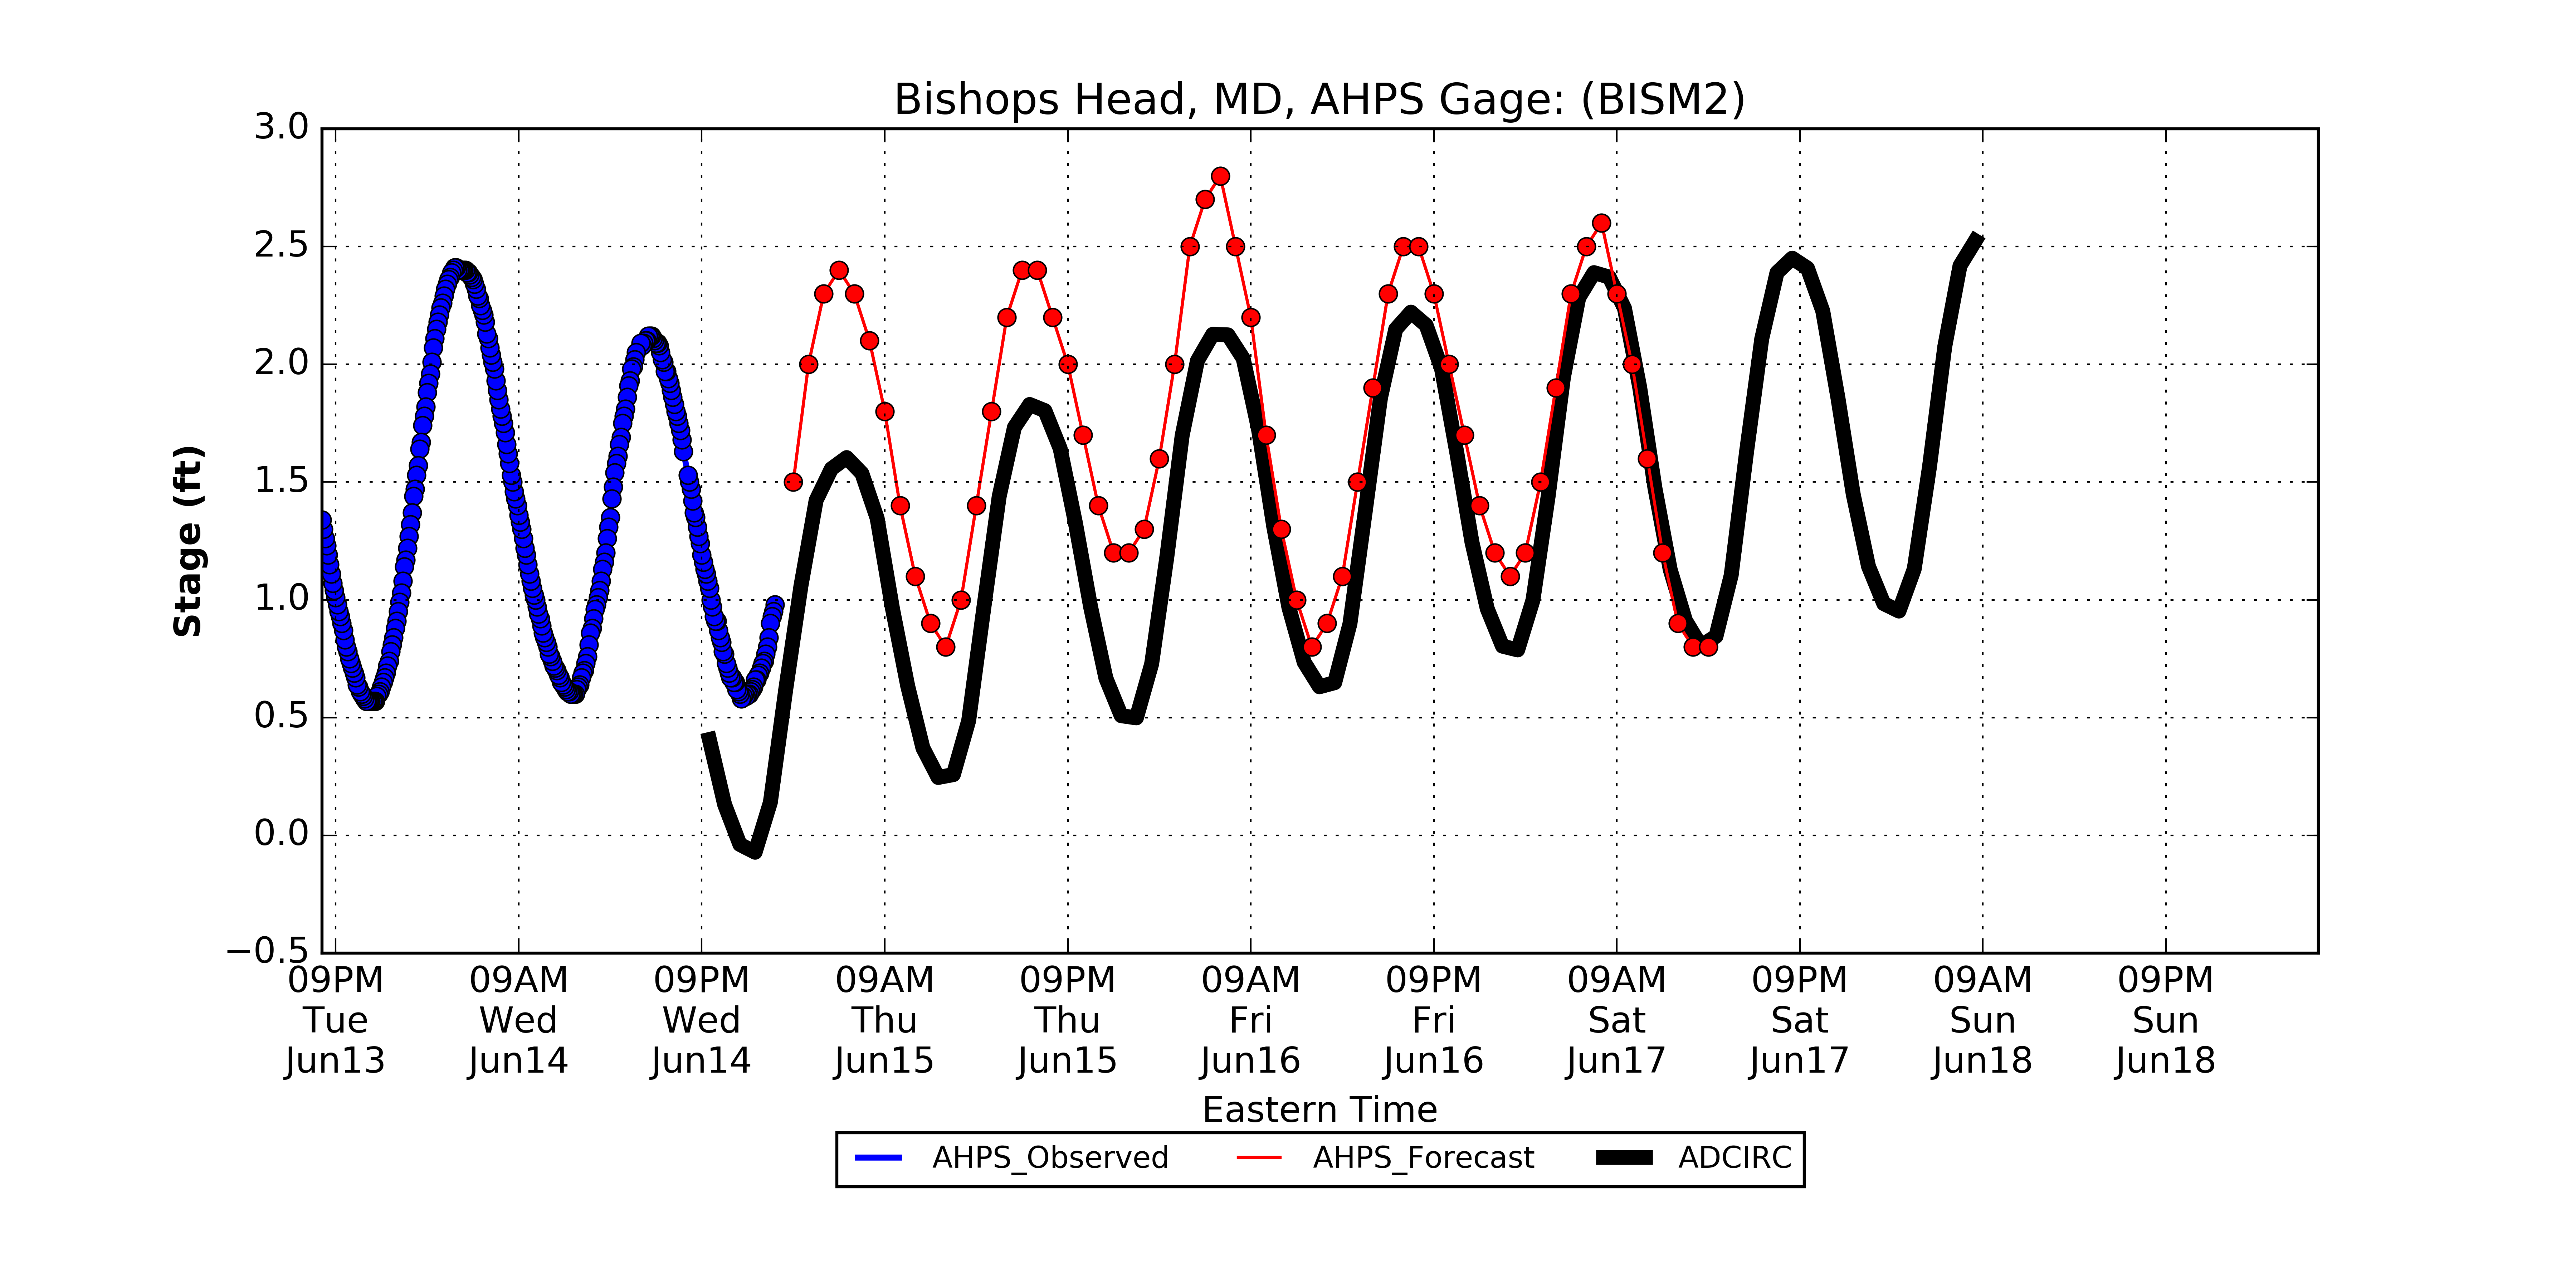 Bishops Head, MD, AHPS Gage: (BISM2)
Stage (ft)
3.0
2.5
2.0
1.5
1.0
0.5
0.0
−0.5
09PM 09AM 09PM 09AM 09PM 09AM 09PM 09AM 09PM 09AM 09PM
Tue Wed Wed Thu Thu Fri Fri Sat Sat Sun Sun
Jun13 Jun14 Jun14 Jun15 Jun15 Jun16 Jun16 Jun17 Jun17 Jun18 Jun18
Eastern Time
AHPS_Observed AHPS_Forecast ADCIRC